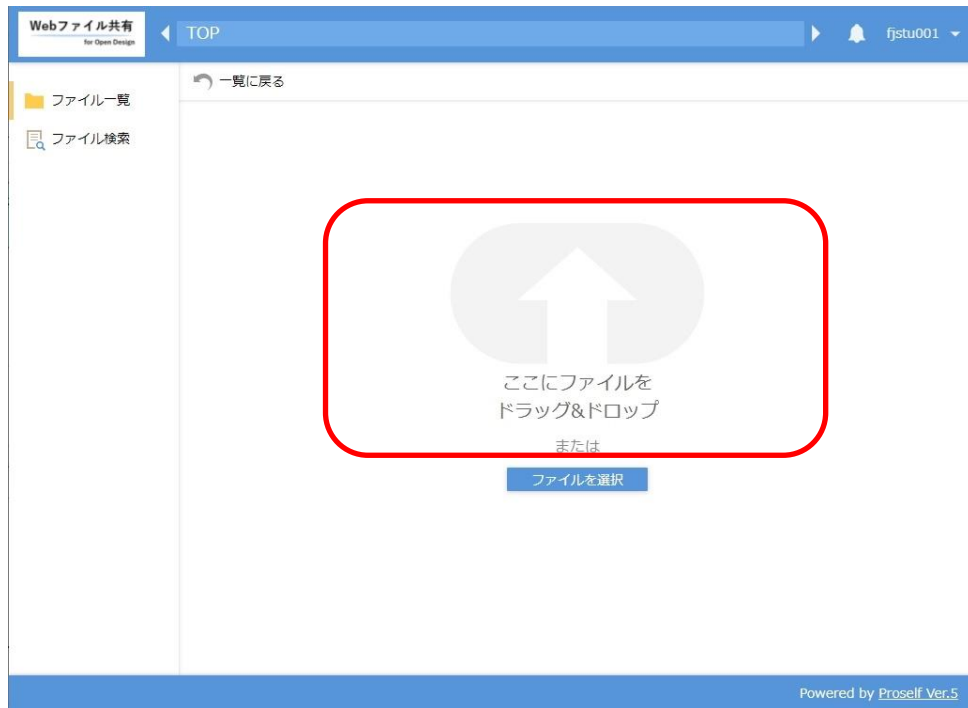 Webファイル共有
for Open Design
TOP
fjstu001
一覧に戻る
ファイル一覧
ファイル検索
ここにファイルを
ドラッグ&ドロップ
または
ファイルを選択
Powered by Proself Ver.5